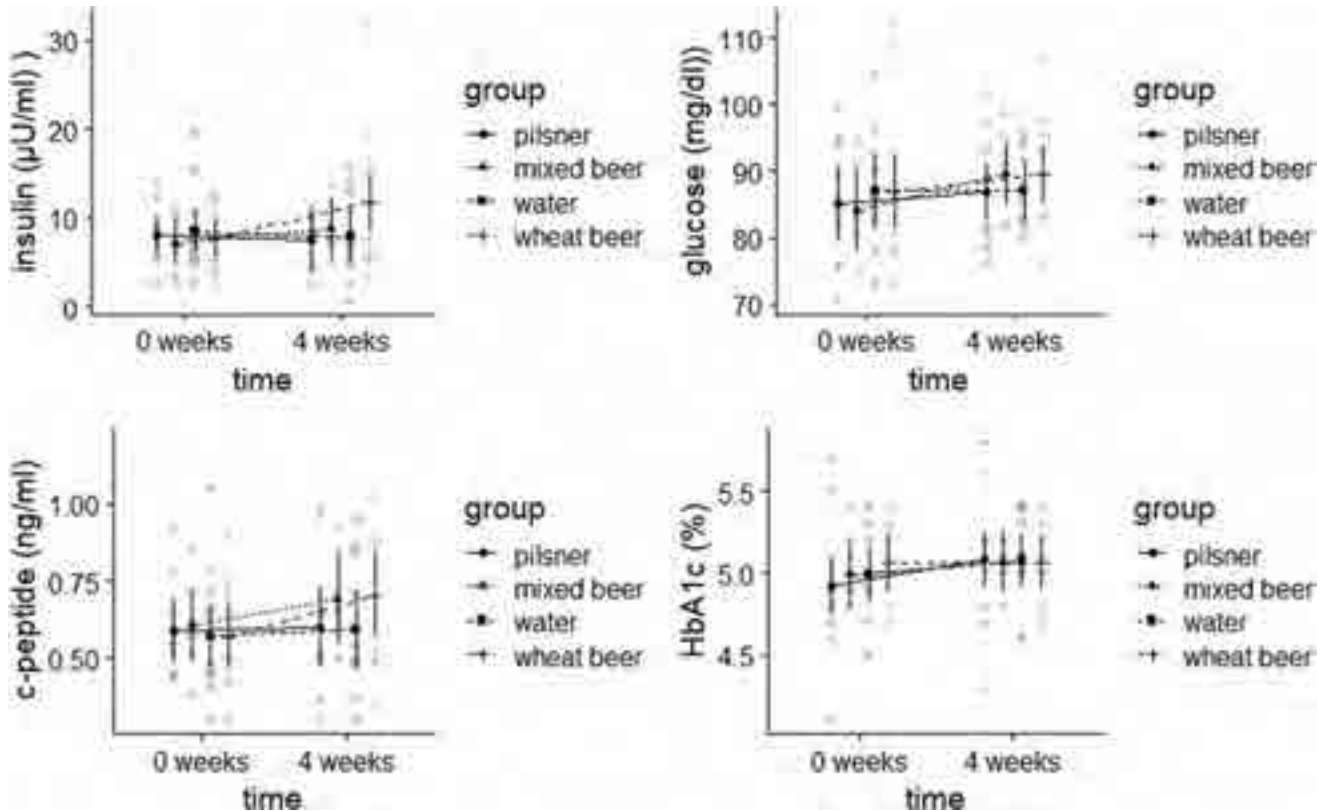 insulin (µU/ml) )
30
20
10
0
0 weeks 4 weeks
time
group
pilsner
mixed beer
water
wheat beer
glucose (mg/dl))
110
100
90
80
70
0 weeks 4 weeks
time
group
pilsner
mixed beer
water
wheat beer
c-peptide (ng/ml)
1.00
0.75
0.50
0 weeks 4 weeks
time
group
pilsner
mixed beer
water
wheat beer
HbA1c (%)
5.5
5.0
4.5
0 weeks 4 weeks
time
group
pilsner
mixed beer
water
wheat beer